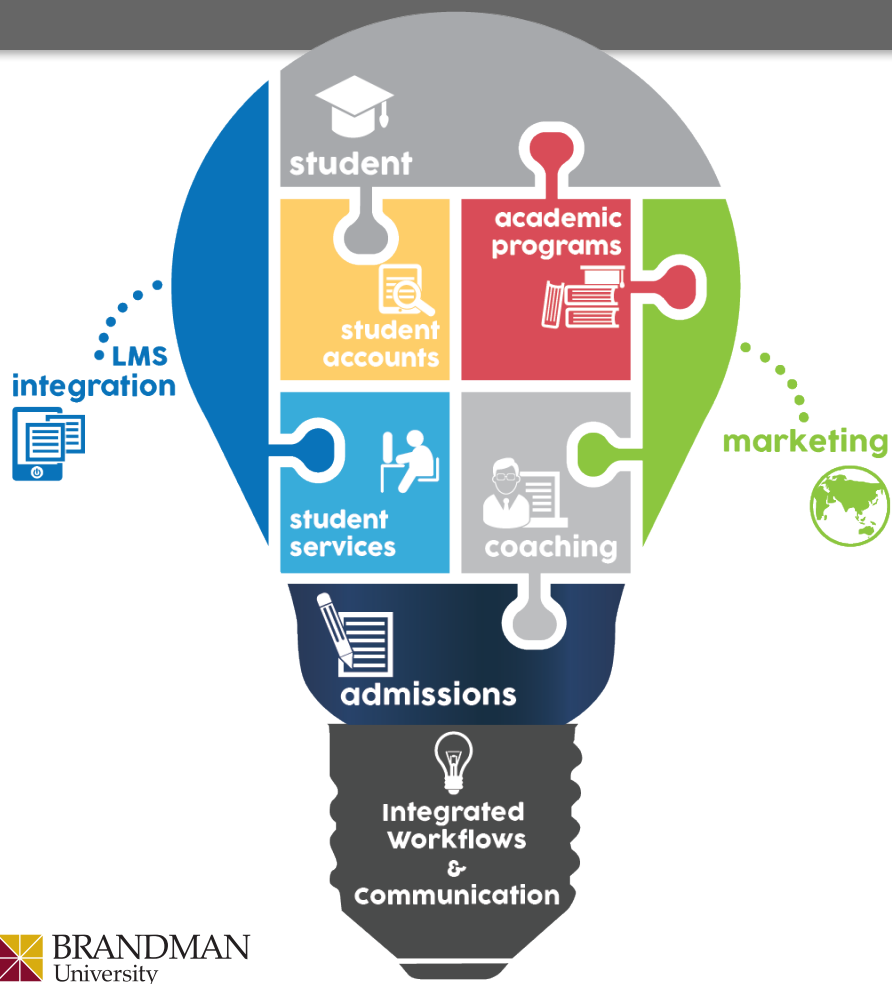 student
academic
programs
student
accounts
LMS
integration
marketing
student
services
coaching
admissions
Integrated
Workflows
&
Communication
BRANDMAN
University